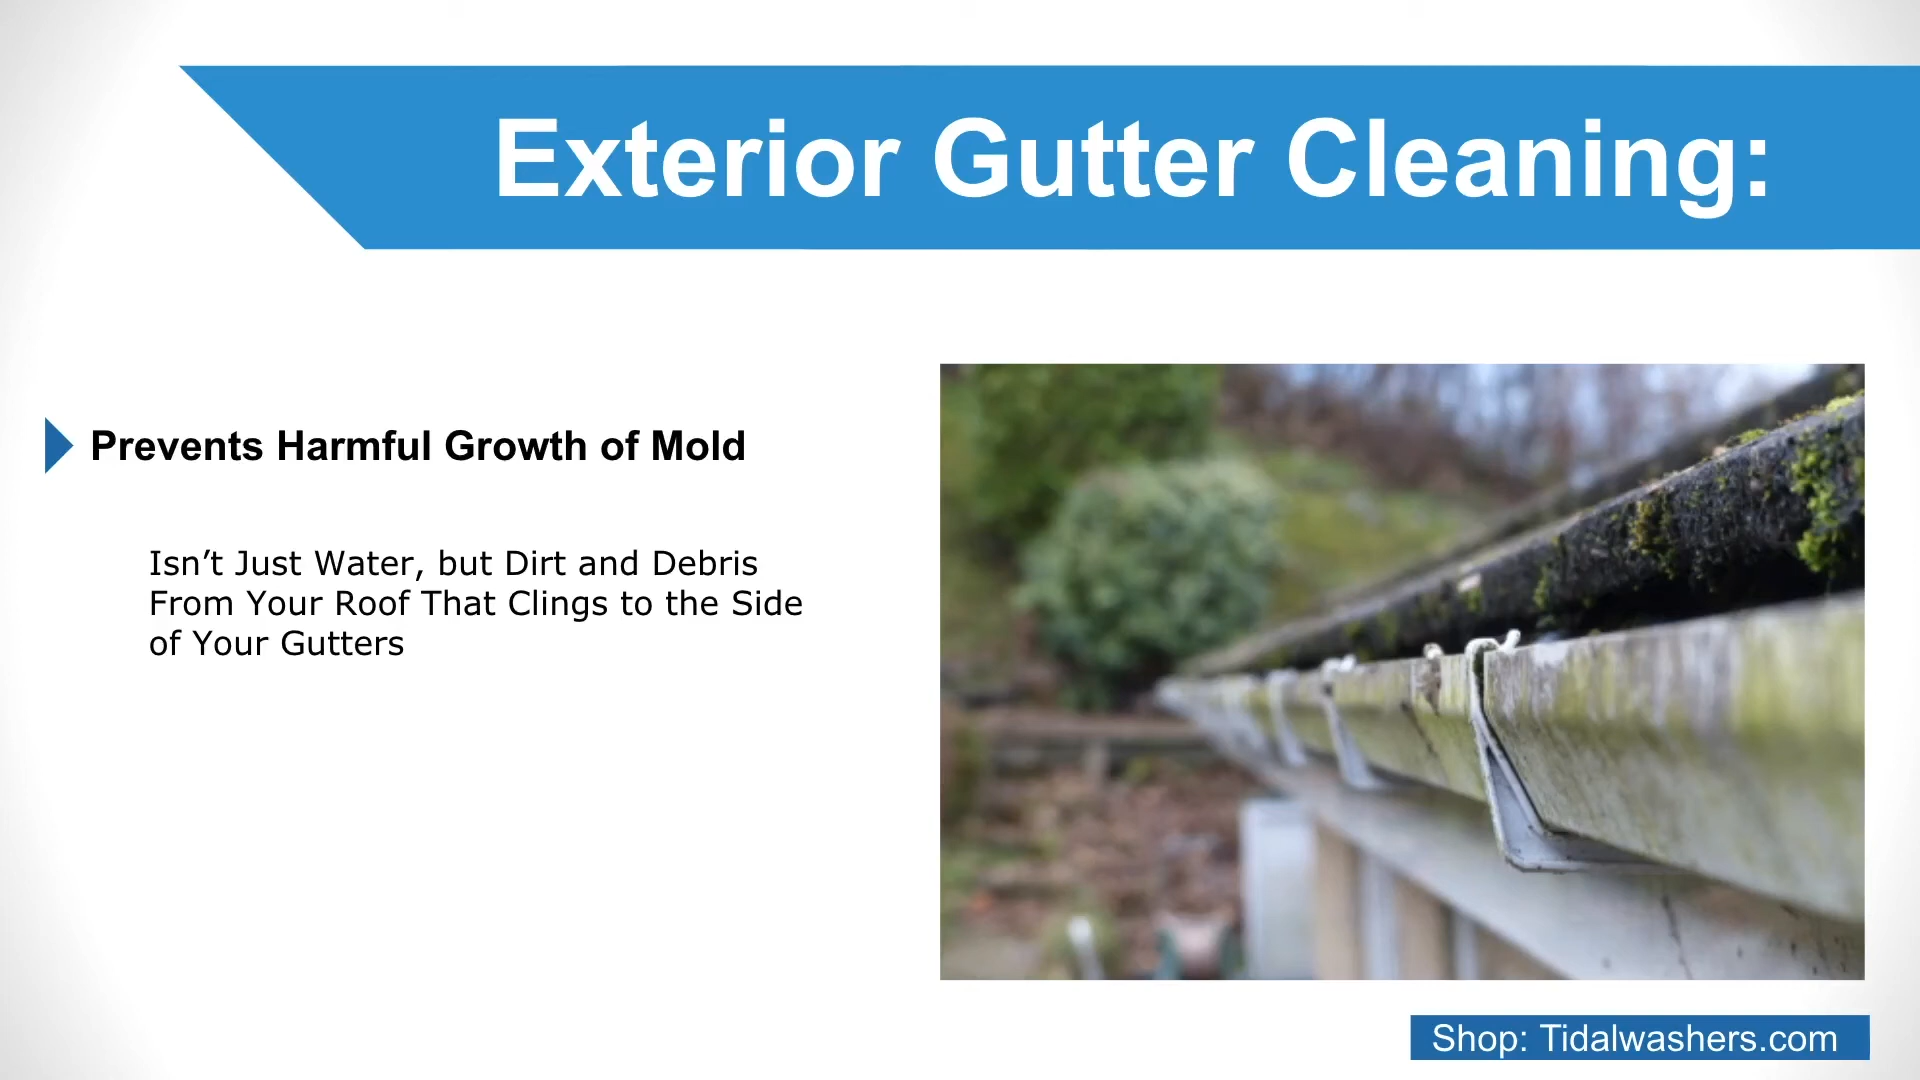 Exterior Gutter Cleaning:
Prevents Harmful Growth of Mold
Isn’t Just Water, but Dirt and Debris
From Your Roof That Clings to the Side
of Your Gutters
Shop: Tidalwashers.com